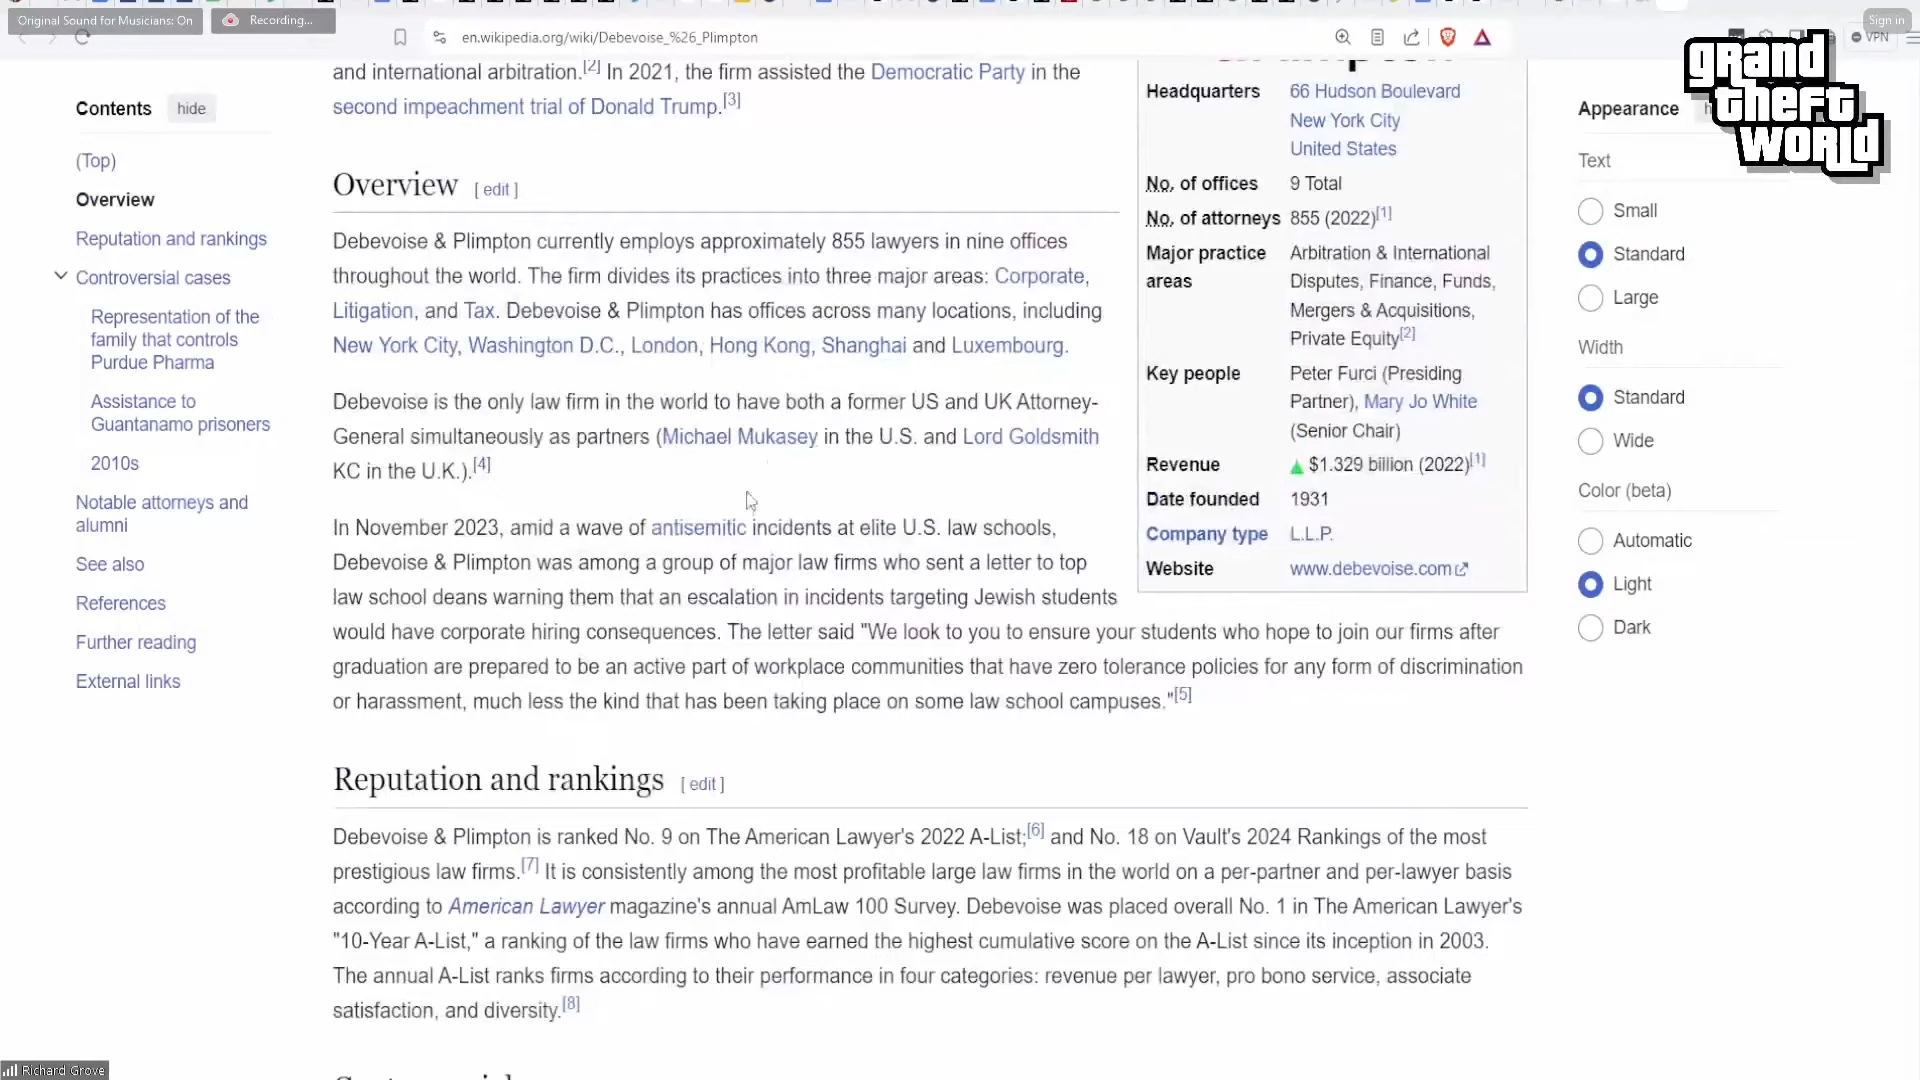 Original Sound for Musicians: On
Recording...
Sign in
en.wikipedia.org/wiki/Debevoise_%26_Plimpton
VPN
grand
theft
world
Contents hide
(Top)
Overview
Reputation and rankings
Controversial cases
Representation of the
family that controls
Purdue Pharma
Assistance to
Guantanamo prisoners
2010s
Notable attorneys and
alumni
See also
References
Further reading
External links
and international arbitration.[2] In 2021, the firm assisted the Democratic Party in the
second impeachment trial of Donald Trump.[3]
Overview [ edit ]
Debevoise & Plimpton currently employs approximately 855 lawyers in nine offices
throughout the world. The firm divides its practices into three major areas: Corporate,
Litigation, and Tax. Debevoise & Plimpton has offices across many locations, including
New York City, Washington D.C., London, Hong Kong, Shanghai and Luxembourg.
Debevoise is the only law firm in the world to have both a former US and UK Attorney-
General simultaneously as partners (Michael Mukasey in the U.S. and Lord Goldsmith
KC in the U.K.).[4]
In November 2023, amid a wave of antisemitic incidents at elite U.S. law schools,
Debevoise & Plimpton was among a group of major law firms who sent a letter to top
law school deans warning them that an escalation in incidents targeting Jewish students
would have corporate hiring consequences. The letter said "We look to you to ensure your students who hope to join our firms after
graduation are prepared to be an active part of workplace communities that have zero tolerance policies for any form of discrimination
or harassment, much less the kind that has been taking place on some law school campuses."[5]
Reputation and rankings [ edit ]
Debevoise & Plimpton is ranked No. 9 on The American Lawyer's 2022 A-List;[6] and No. 18 on Vault's 2024 Rankings of the most
prestigious law firms.[7] It is consistently among the most profitable large law firms in the world on a per-partner and per-lawyer basis
according to American Lawyer magazine's annual AmLaw 100 Survey. Debevoise was placed overall No. 1 in The American Lawyer's
"10-Year A-List," a ranking of the law firms who have earned the highest cumulative score on the A-List since its inception in 2003.
The annual A-List ranks firms according to their performance in four categories: revenue per lawyer, pro bono service, associate
satisfaction, and diversity.[8]
Headquarters 66 Hudson Boulevard
New York City
United States
No. of offices 9 Total
No. of attorneys 855 (2022)[1]
Major practice areas Arbitration & International
Disputes, Finance, Funds,
Mergers & Acquisitions,
Private Equity[2]
Key people Peter Furci (Presiding
Partner), Mary Jo White
(Senior Chair)
Revenue ▲ $1.329 billion (2022)[1]
Date founded 1931
Company type L.L.P.
Website www.debevoise.com
Appearance
Text
Small
Standard
Large
Width
Standard
Wide
Color (beta)
Automatic
Light
Dark
Richard Grove